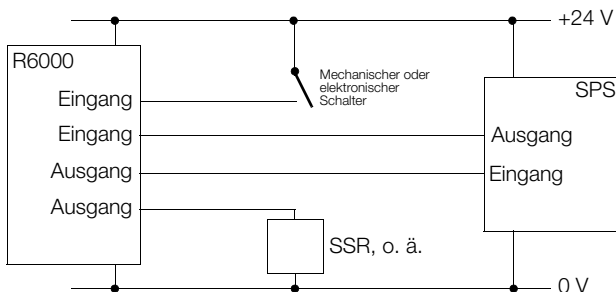 +24 V
R6000
SPS
Mechanischer oder
elektronischer
Schalter
Eingang
Eingang
Ausgang
Ausgang
Eingang
Ausgang
SSR, o. ä.
0 V